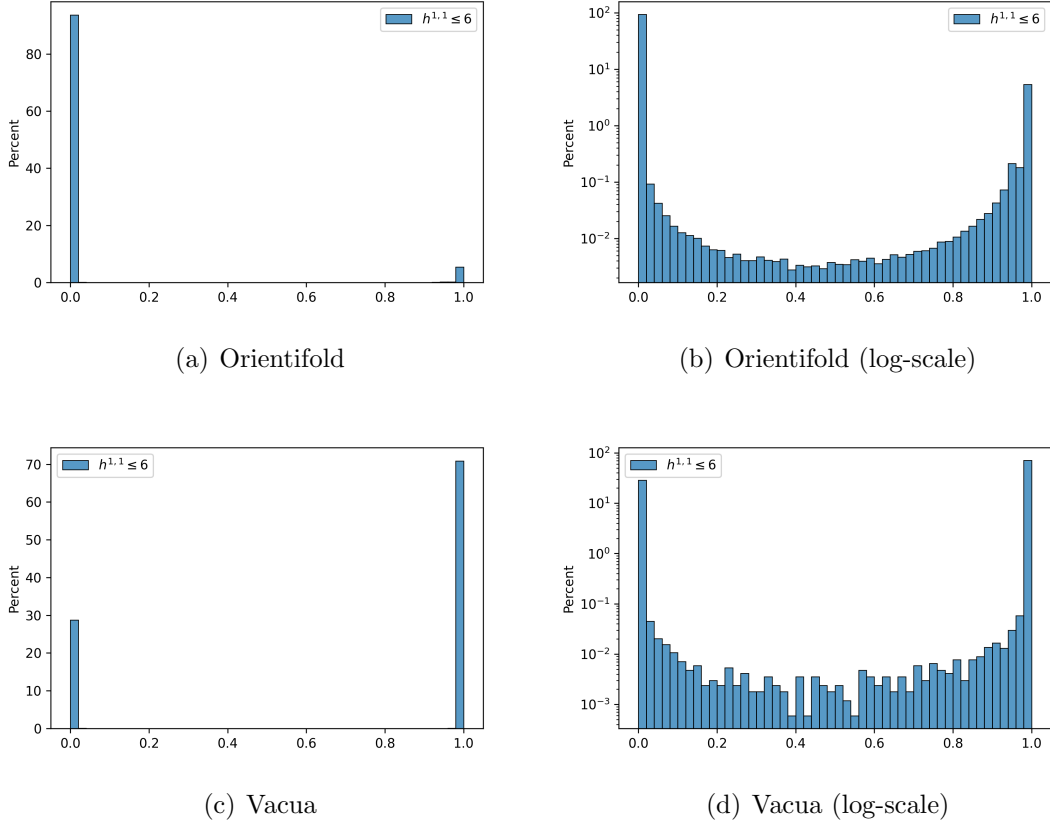 Percent
80
60
40
20
0
0.0 0.2 0.4 0.6 0.8 1.0
$h^{1,1} \leq 6$
(a) Orientifold
Percent
$10^{2}$
$10^{1}$
$10^{0}$
$10^{-1}$
$10^{-2}$
0.0 0.2 0.4 0.6 0.8 1.0
$h^{1,1} \leq 6$
(b) Orientifold (log-scale)
Percent
70
60
50
40
30
20
10
0
0.0 0.2 0.4 0.6 0.8 1.0
$h^{1,1} \leq 6$
(c) Vacua
Percent
$10^{2}$
$10^{1}$
$10^{0}$
$10^{-1}$
$10^{-2}$
$10^{-3}$
0.0 0.2 0.4 0.6 0.8 1.0
$h^{1,1} \leq 6$
(d) Vacua (log-scale)